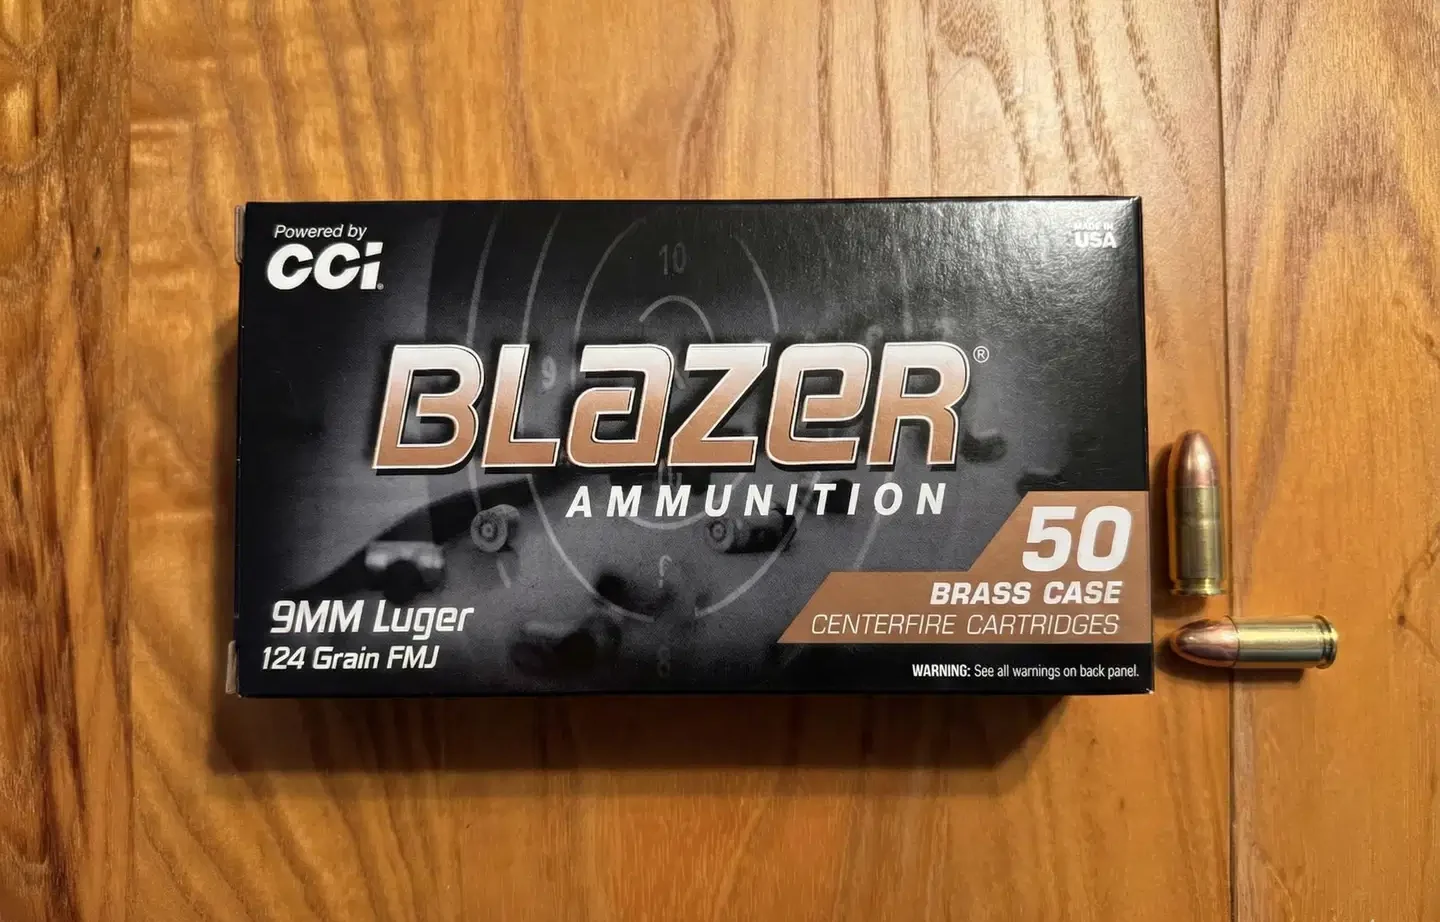 Powered by
CCI
MADE IN
USA
10
9
BLAZER®
AMMUNITION
50
BRASS CASE
CENTERFIRE CARTRIDGES
9MM Luger
124 Grain FMJ
WARNING: See all warnings on back panel.